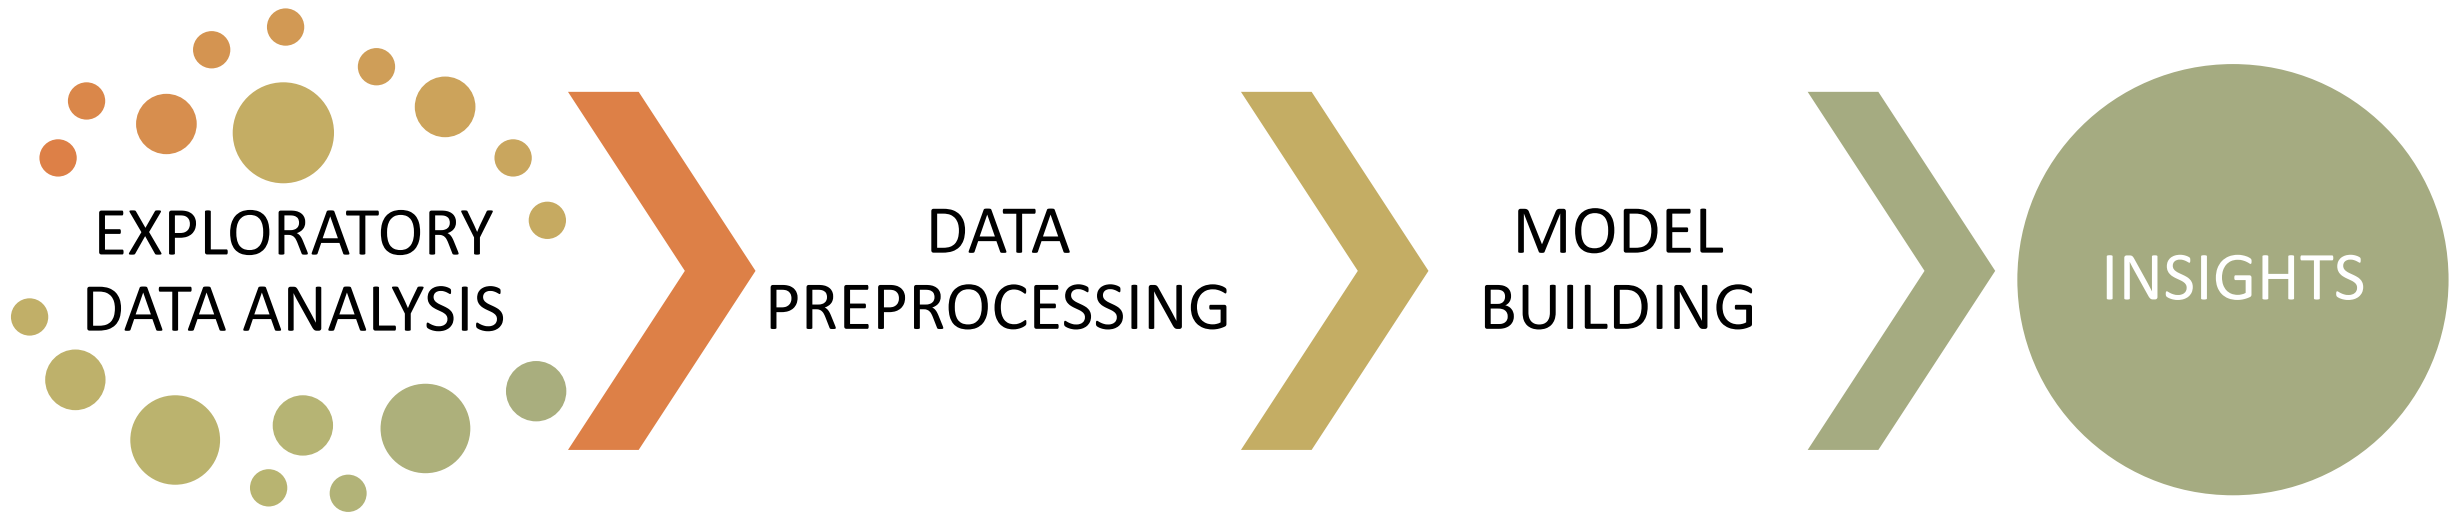 EXPLORATORY
DATA ANALYSIS
DATA
PREPROCESSING
MODEL
BUILDING
INSIGHTS